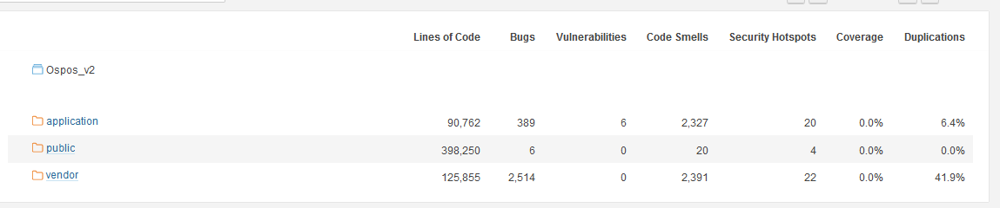 Lines of Code Bugs Vulnerabilities Code Smells Security Hotspots Coverage Duplications
Ospos_v2
application 90,762 389 6 2,327 20 0.0% 6.4%
public 398,250 6 0 20 4 0.0% 0.0%
vendor 125,855 2,514 0 2,391 22 0.0% 41.9%